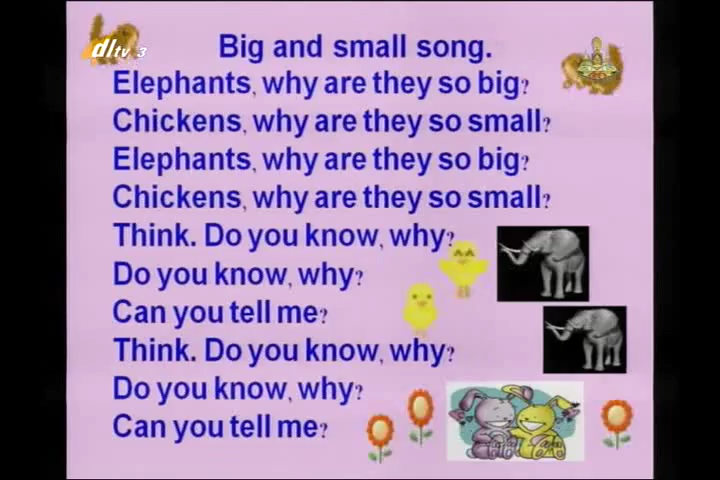 dltv 3
Big and small song.
Elephants, why are they so big?
Chickens, why are they so small?
Elephants, why are they so big?
Chickens, why are they so small?
Think. Do you know, why?
Do you know, why?
Can you tell me?
Think. Do you know, why?
Do you know, why?
Can you tell me?